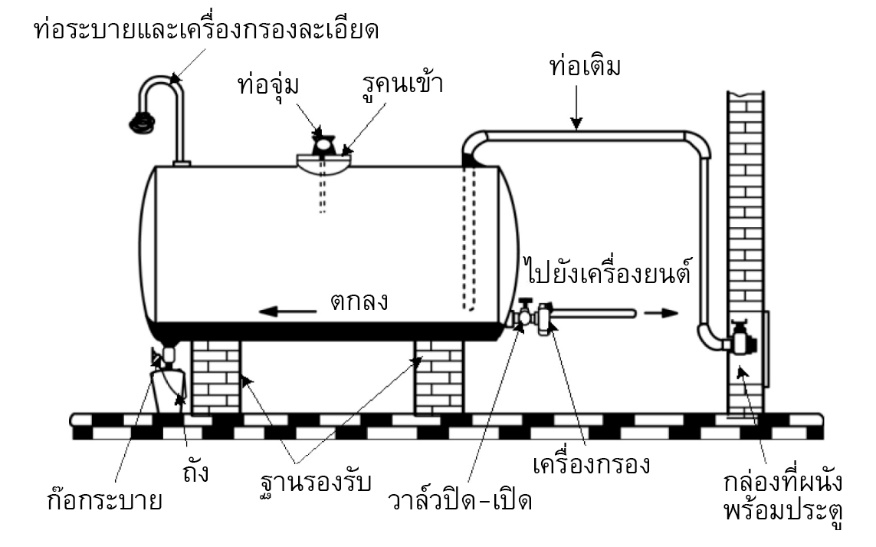 ท่อระบายและเครื่องกรองละเอียด
ท่อจุ่ม
รูคนเข้า
ท่อเติม
ไปยังเครื่องยนต์
ตกลง
ถัง
ก๊อกระบาย
ฐานรองรับ
วาล์วปิด-เปิด
เครื่องกรอง
กล่องที่ผนัง
พร้อมประตู